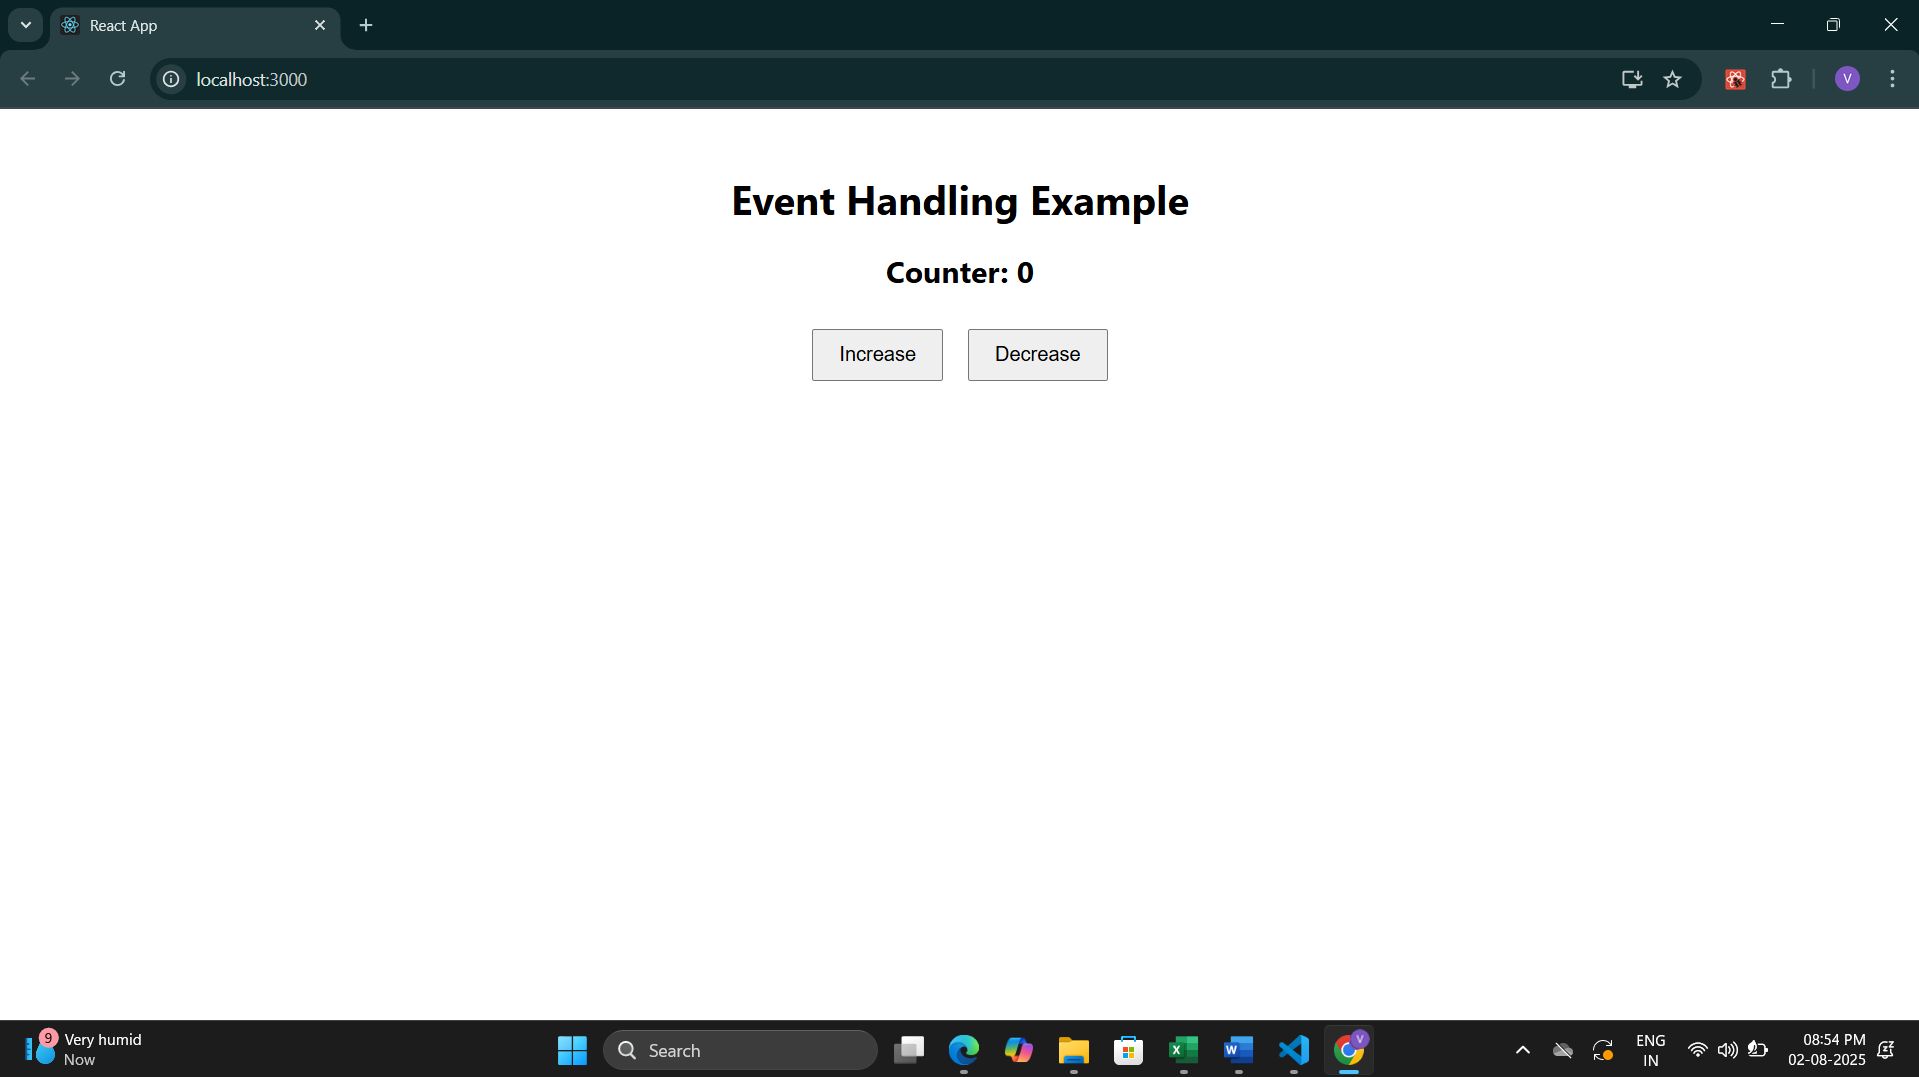 React App
localhost:3000
V
Event Handling Example
Counter: 0
Increase
Decrease
9
Very humid
Now
Search
X
W
V
ENG
IN
08:54 PM
02-08-2025